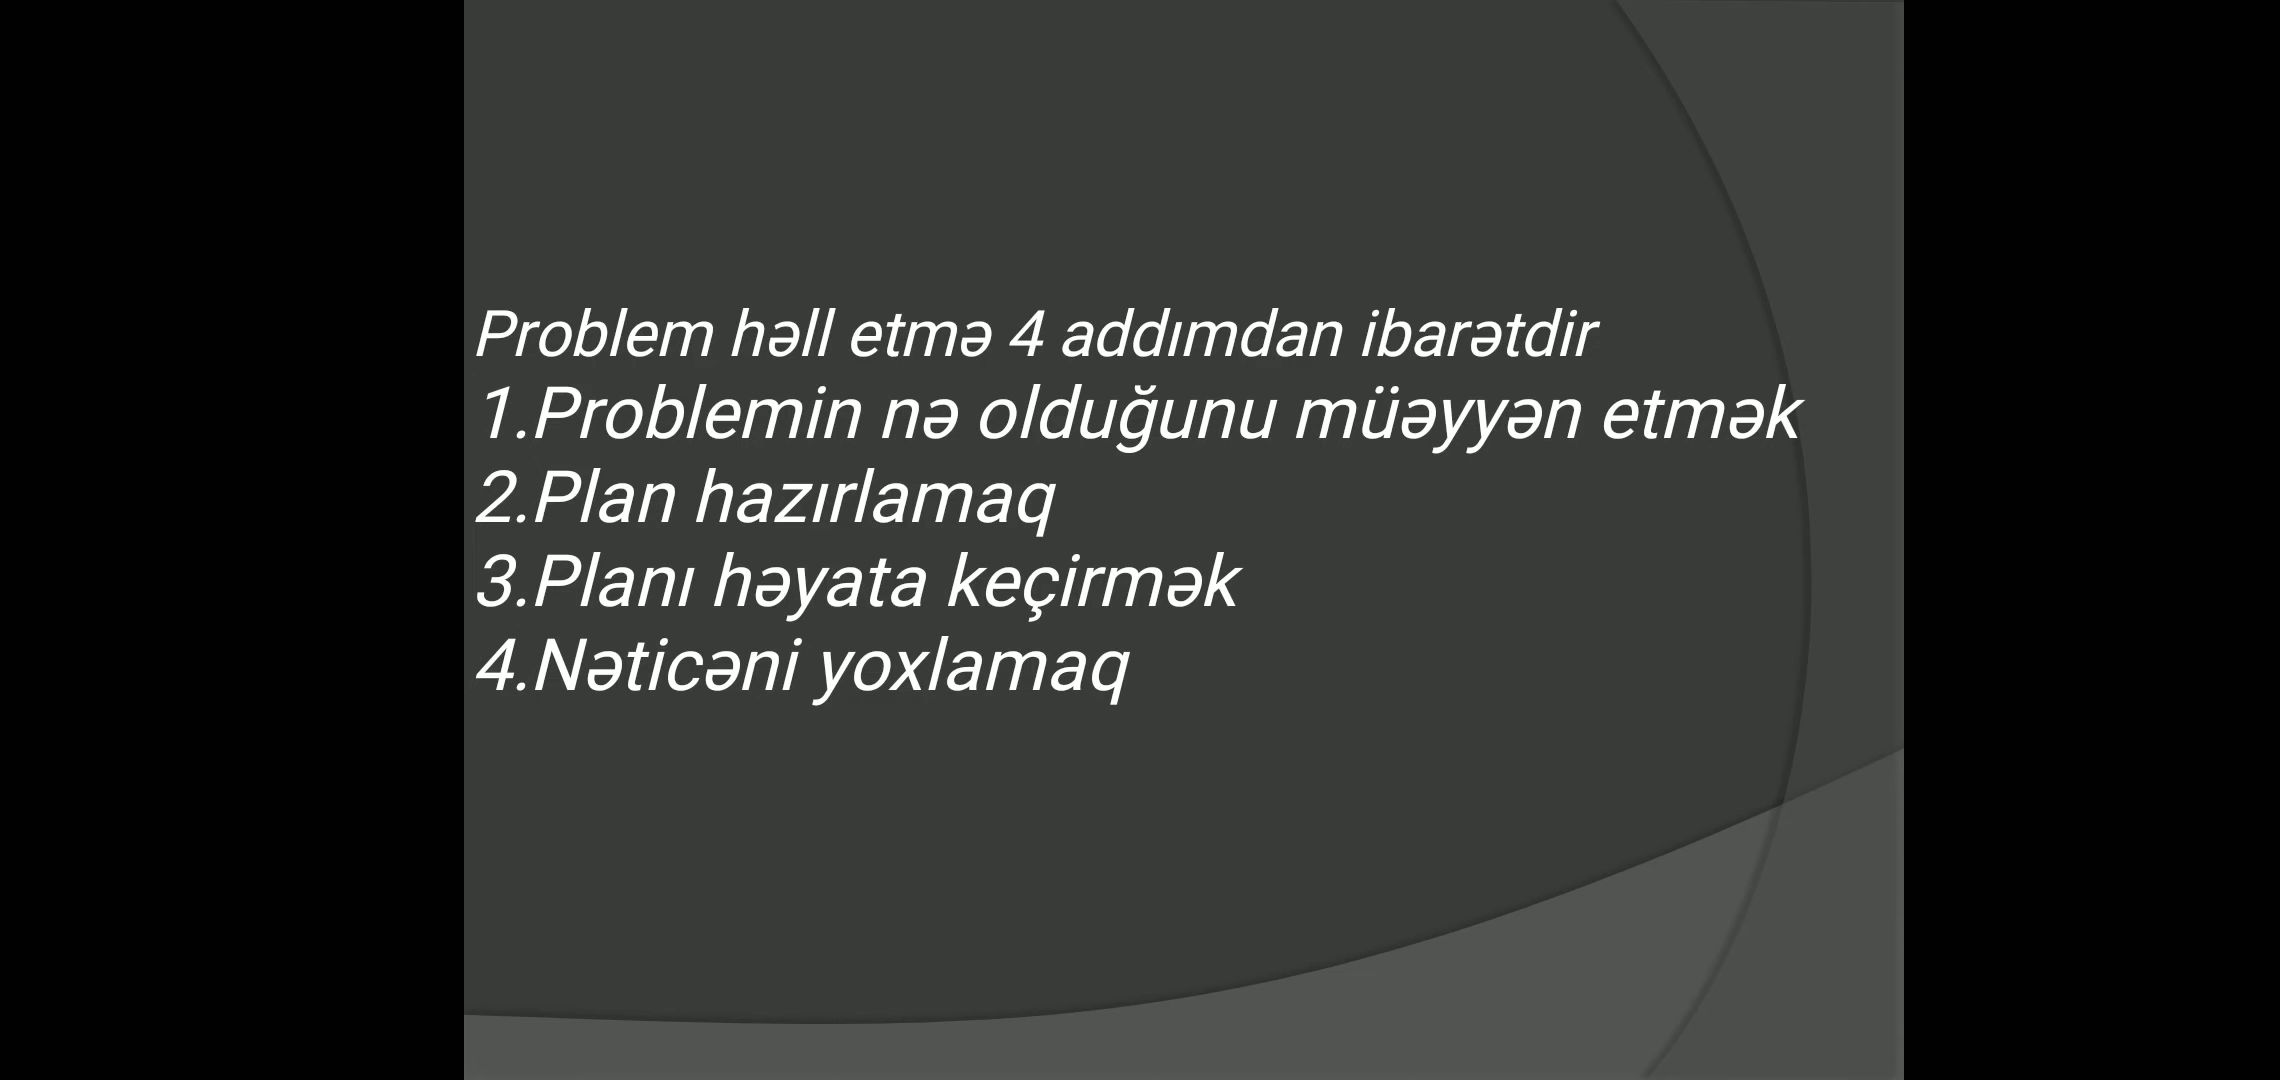 Problem həll etmə 4 addımdan ibarətdir
1.Problemin nə olduğunu müəyyən etmək
2.Plan hazırlamaq
3.Planı həyata keçirmək
4.Nəticəni yoxlamaq